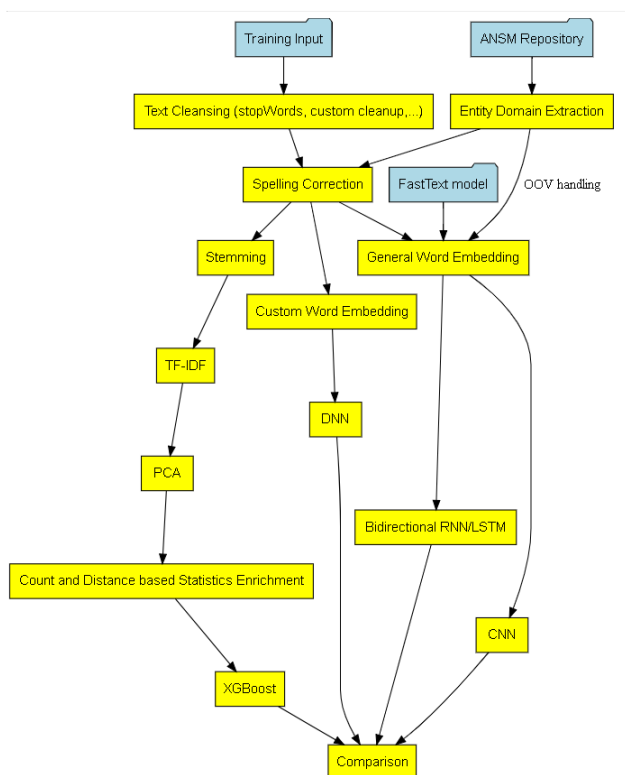 Training Input
ANSM Repository
Text Cleansing (stopWords, custom cleanup,...)
Entity Domain Extraction
Spelling Correction
FastText model
OOV handling
Stemming
General Word Embedding
Custom Word Embedding
TF-IDF
DNN
PCA
Bidirectional RNN/LSTM
Count and Distance based Statistics Enrichment
CNN
XGBoost
Comparison